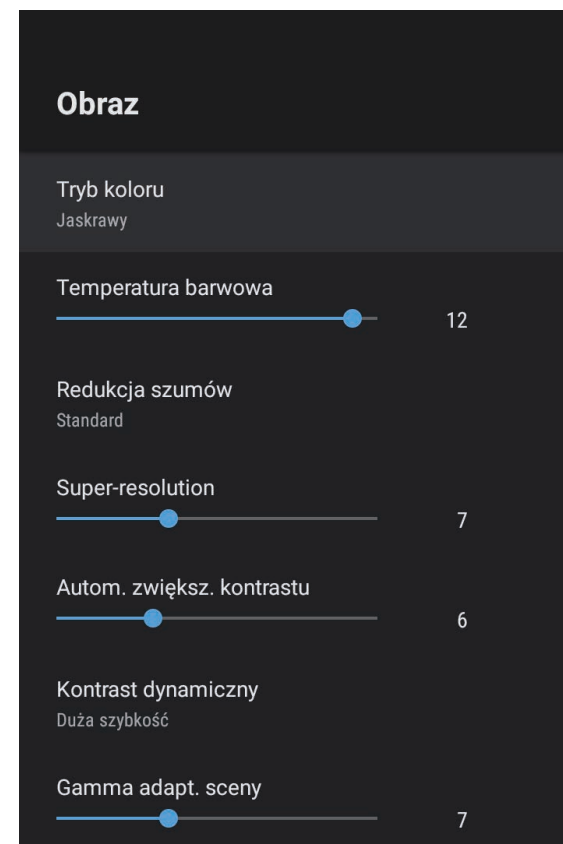 Obraz
Tryb koloru
Jaskrawy
Temperatura barwowa
12
Redukcja szumów
Standard
Super-resolution
7
Autom. zwiększ. kontrastu
6
Kontrast dynamiczny
Duża szybkość
Gamma adapt. sceny
7